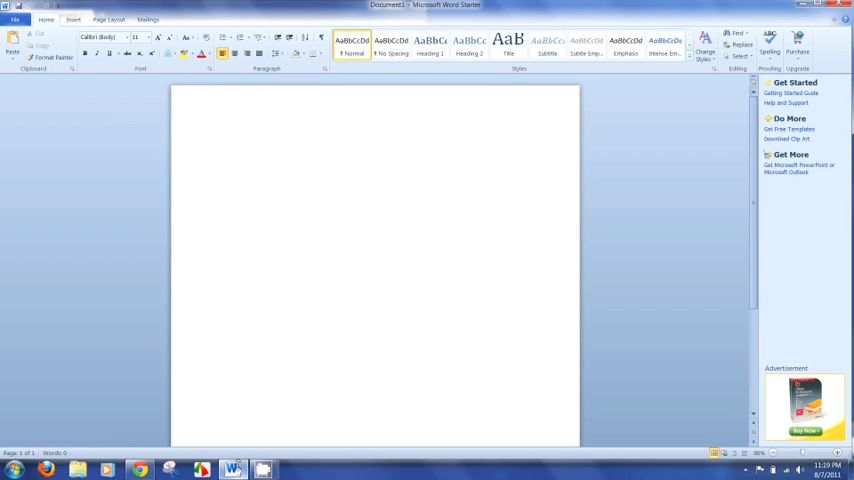 Document1 - Microsoft Word Starter
File Home Insert Page Layout Mailings
Paste
Cut
Copy
Format Painter
Clipboard
Calibri (Body) 11
Font
Paragraph
AaBbCcDd AaBbCcDd AaBbCc AaBbCc AaB AaBbCc AaBbCcDd AaBbCcDd AaBbCcDc
Normal No Spacing Heading 1 Heading 2 Title Subtitle Subtle Emp... Emphasis Intense Em...
Change
Styles
Styles
Find
Replace
Select
Editing
Spelling
Proofing
Purchase
Upgrade
Get Started
Getting Started Guide
Help and Support
Do More
Get Free Templates
Download Clip Art
Get More
Get Microsoft PowerPoint or
Microsoft Outlook
Advertisement
Buy Now
Page: 1 of 1 Words: 0
90%
11:19 PM
8/7/2011